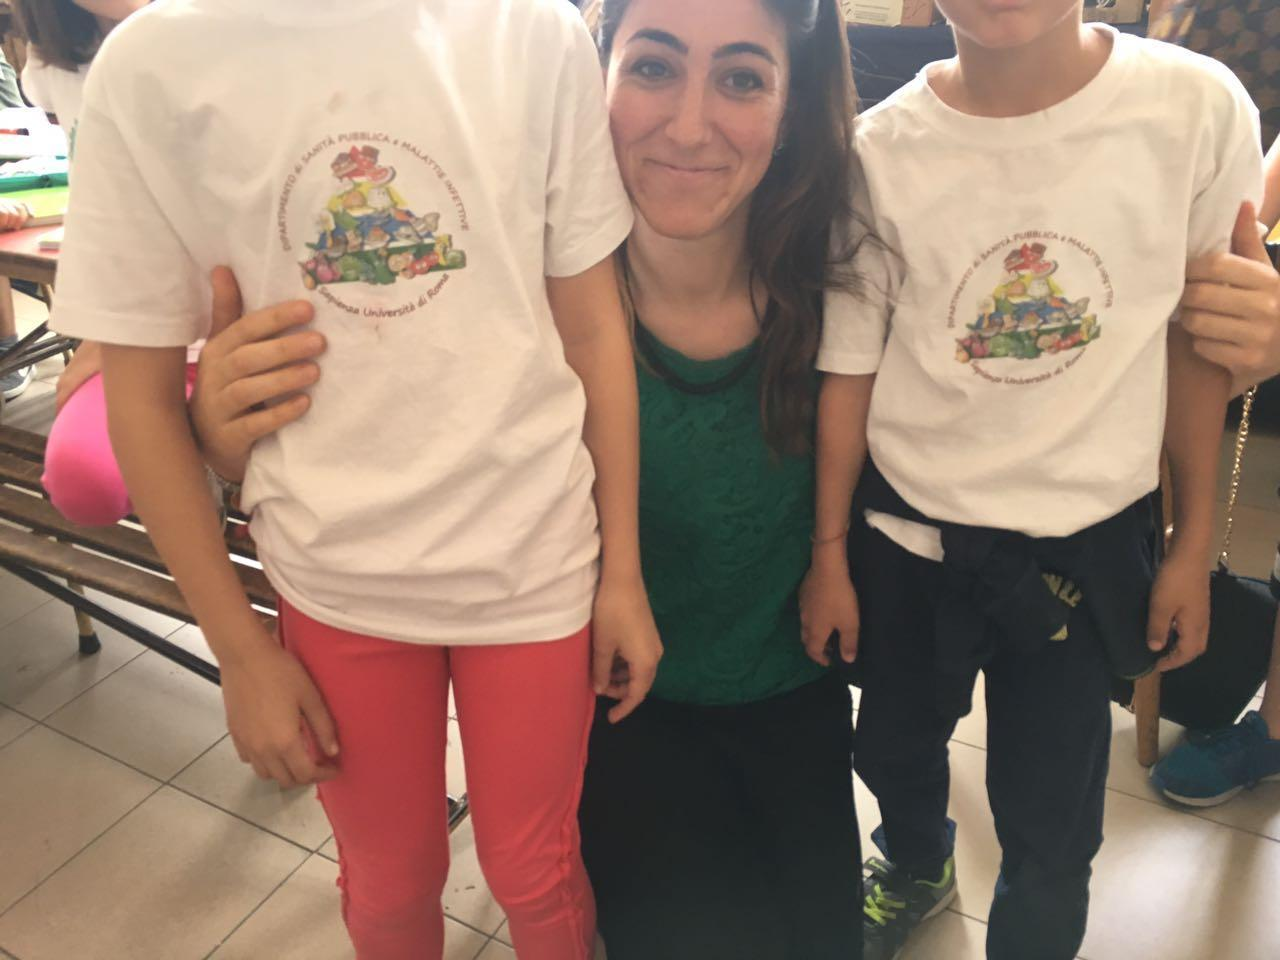 DIPARTIMENTO di SANITÀ PUBBLICA e MALATTIE INFETTIVE
Sapienza Università di Roma
DIPARTIMENTO di SANITÀ PUBBLICA e MALATTIE INFETTIVE
Sapienza Università di Roma